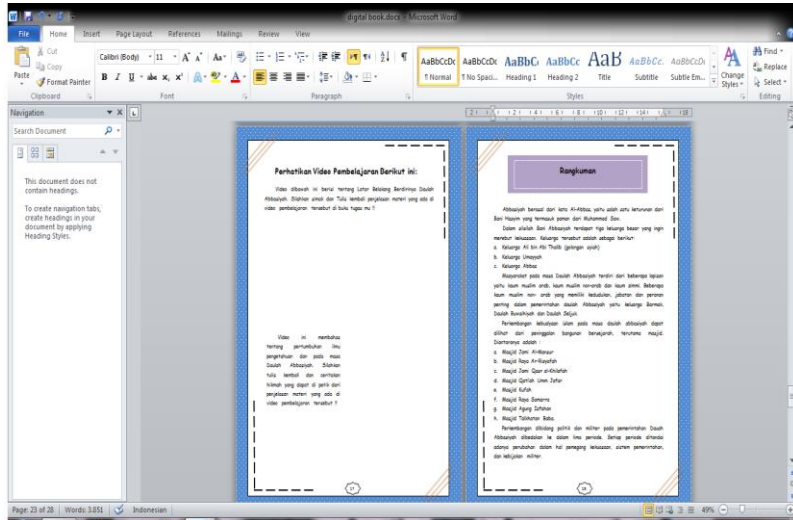 digital book.docx - Microsoft Word
File Home Insert Page Layout References Mailings Review View
Cut
Copy
Format Painter
Paste
Clipboard
Calibri (Body) 11
Font
Paragraph
AaBbCcDc AaBbCcDc AaBbC AaBbCc AaB AaBbCc. AaBbCcDc
¶ Normal ¶ No Spaci... Heading 1 Heading 2 Title Subtitle Subtle Em...
Change Styles
Styles
Find
Replace
Select
Editing
Navigation
Search Document
This document does not
contain headings.
To create navigation tabs,
create headings in your
document by applying
Heading Styles.
Perhatikan Video Pembelajaran Berikut ini:
Video dibawah ini berisi tentang Latar Belakang Berdirinya Daulah
Abbasiyah. Silahkan simak dan Tulis kembali penjelasan materi yang ada di
video pembelajaran tersebut di buku tugas mu !!
Video ini membahas
tentang pertumbuhan ilmu
pengetahuan dan pada masa
Daulah Abbasiyah. Silahkan
tulis kembali dan ceritakan
hikmah yang dapat di petik dari
penjelasan materi yang ada di
video pembelajaran tersebut !!
17
Rangkuman
Abbasiyah berasal dari kata Al-Abbas, yaitu salah satu keturunan dari
Bani Hasyim yang termasuk paman dari Muhammad Saw.
Dalam silsilah Bani Abbasiyah terdapat tiga keluarga besar yang ingin
merebut kekuasaan. Keluarga tersebut adalah sebagai berikut:
a. Keluarga Ali bin Abi Thalib (golongan syiah)
b. Keluarga Umayyah
c. Keluarga Abbas
Masyarakat pada masa Daulah Abbasiyah terdiri dari beberapa lapisan
yaitu kaum muslim arab, kaum muslim non-arab dan kaum zimmi. Beberapa
kaum muslim non- arab yang memiliki kedudukan, jabatan dan peranan
penting dalam pemerintahan daulah Abbasiyah yaitu keluarga Barmak,
Daulah Buwaihiyah dan Daulah Seljuk.
Perkembangan kebudayaan islam pada masa daulah abbasiyah dapat
dilihat dari peninggalan bangunan bersejarah, terutama masjid.
Diantaranya adalah :
a. Masjid Jami Al-Mansur
b. Masjid Raya Ar-Risyafah
c. Masjid Jami Qasr al-Khilafah
d. Masjid Qatiah Umm Jafar
e. Masjid Kufah
f. Masjid Raya Samarra
g. Masjid Agung Isfahan
h. Masjid Talkhatan Baba.
Perkembangan dibidang politik dan militer pada pemerintahan Daulah
Abbasiyah dibedakan ke dalam lima periode. Setiap periode ditandai
adanya perubahan dalam hal pemegang kekuasaan, sistem pemerintahan,
dan kebijakan militer.
18
Page: 23 of 28 Words: 3.851 Indonesian 49%